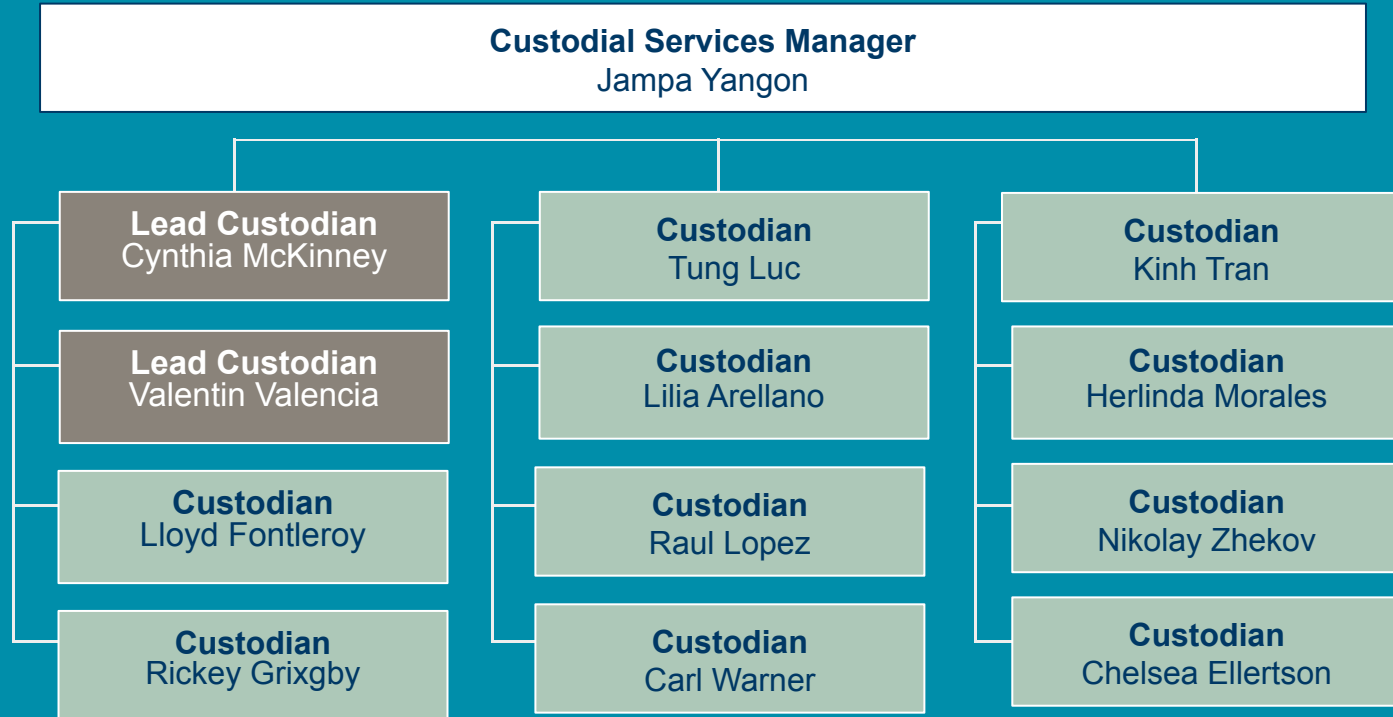 Custodial Services Manager
Jampa Yangon
Lead Custodian
Cynthia McKinney
Lead Custodian
Valentin Valencia
Custodian
Lloyd Fontleroy
Custodian
Rickey Grixgby
Custodian
Tung Luc
Custodian
Lilia Arellano
Custodian
Raul Lopez
Custodian
Carl Warner
Custodian
Kinh Tran
Custodian
Herlinda Morales
Custodian
Nikolay Zhekov
Custodian
Chelsea Ellertson